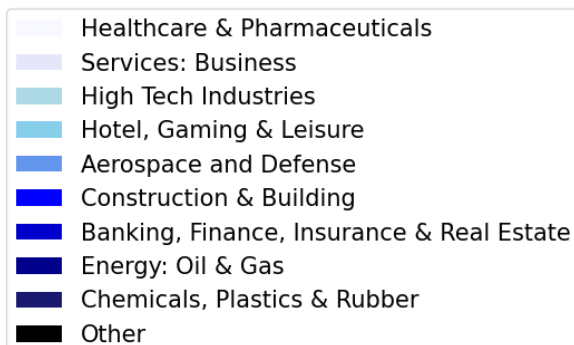 Healthcare & Pharmaceuticals
Services: Business
High Tech Industries
Hotel, Gaming & Leisure
Aerospace and Defense
Construction & Building
Banking, Finance, Insurance & Real Estate
Energy: Oil & Gas
Chemicals, Plastics & Rubber
Other